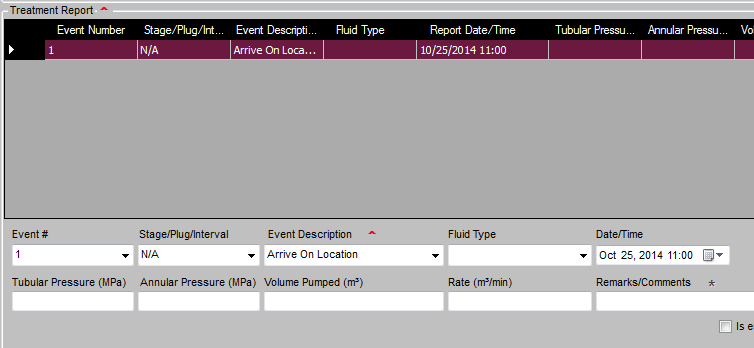 Treatment Report ^
Event Number Stage/Plug/Int... Event Descripti... Fluid Type Report Date/Time Tubular Pressu... Annular Pressu... Vo
1 N/A Arrive On Loca... 10/25/2014 11:00
Event # Stage/Plug/Interval Event Description ^ Fluid Type Date/Time
1 N/A Arrive On Location Oct 25, 2014 11:00
Tubular Pressure (MPa) Annular Pressure (MPa) Volume Pumped (m³) Rate (m³/min) Remarks/Comments *
Is e